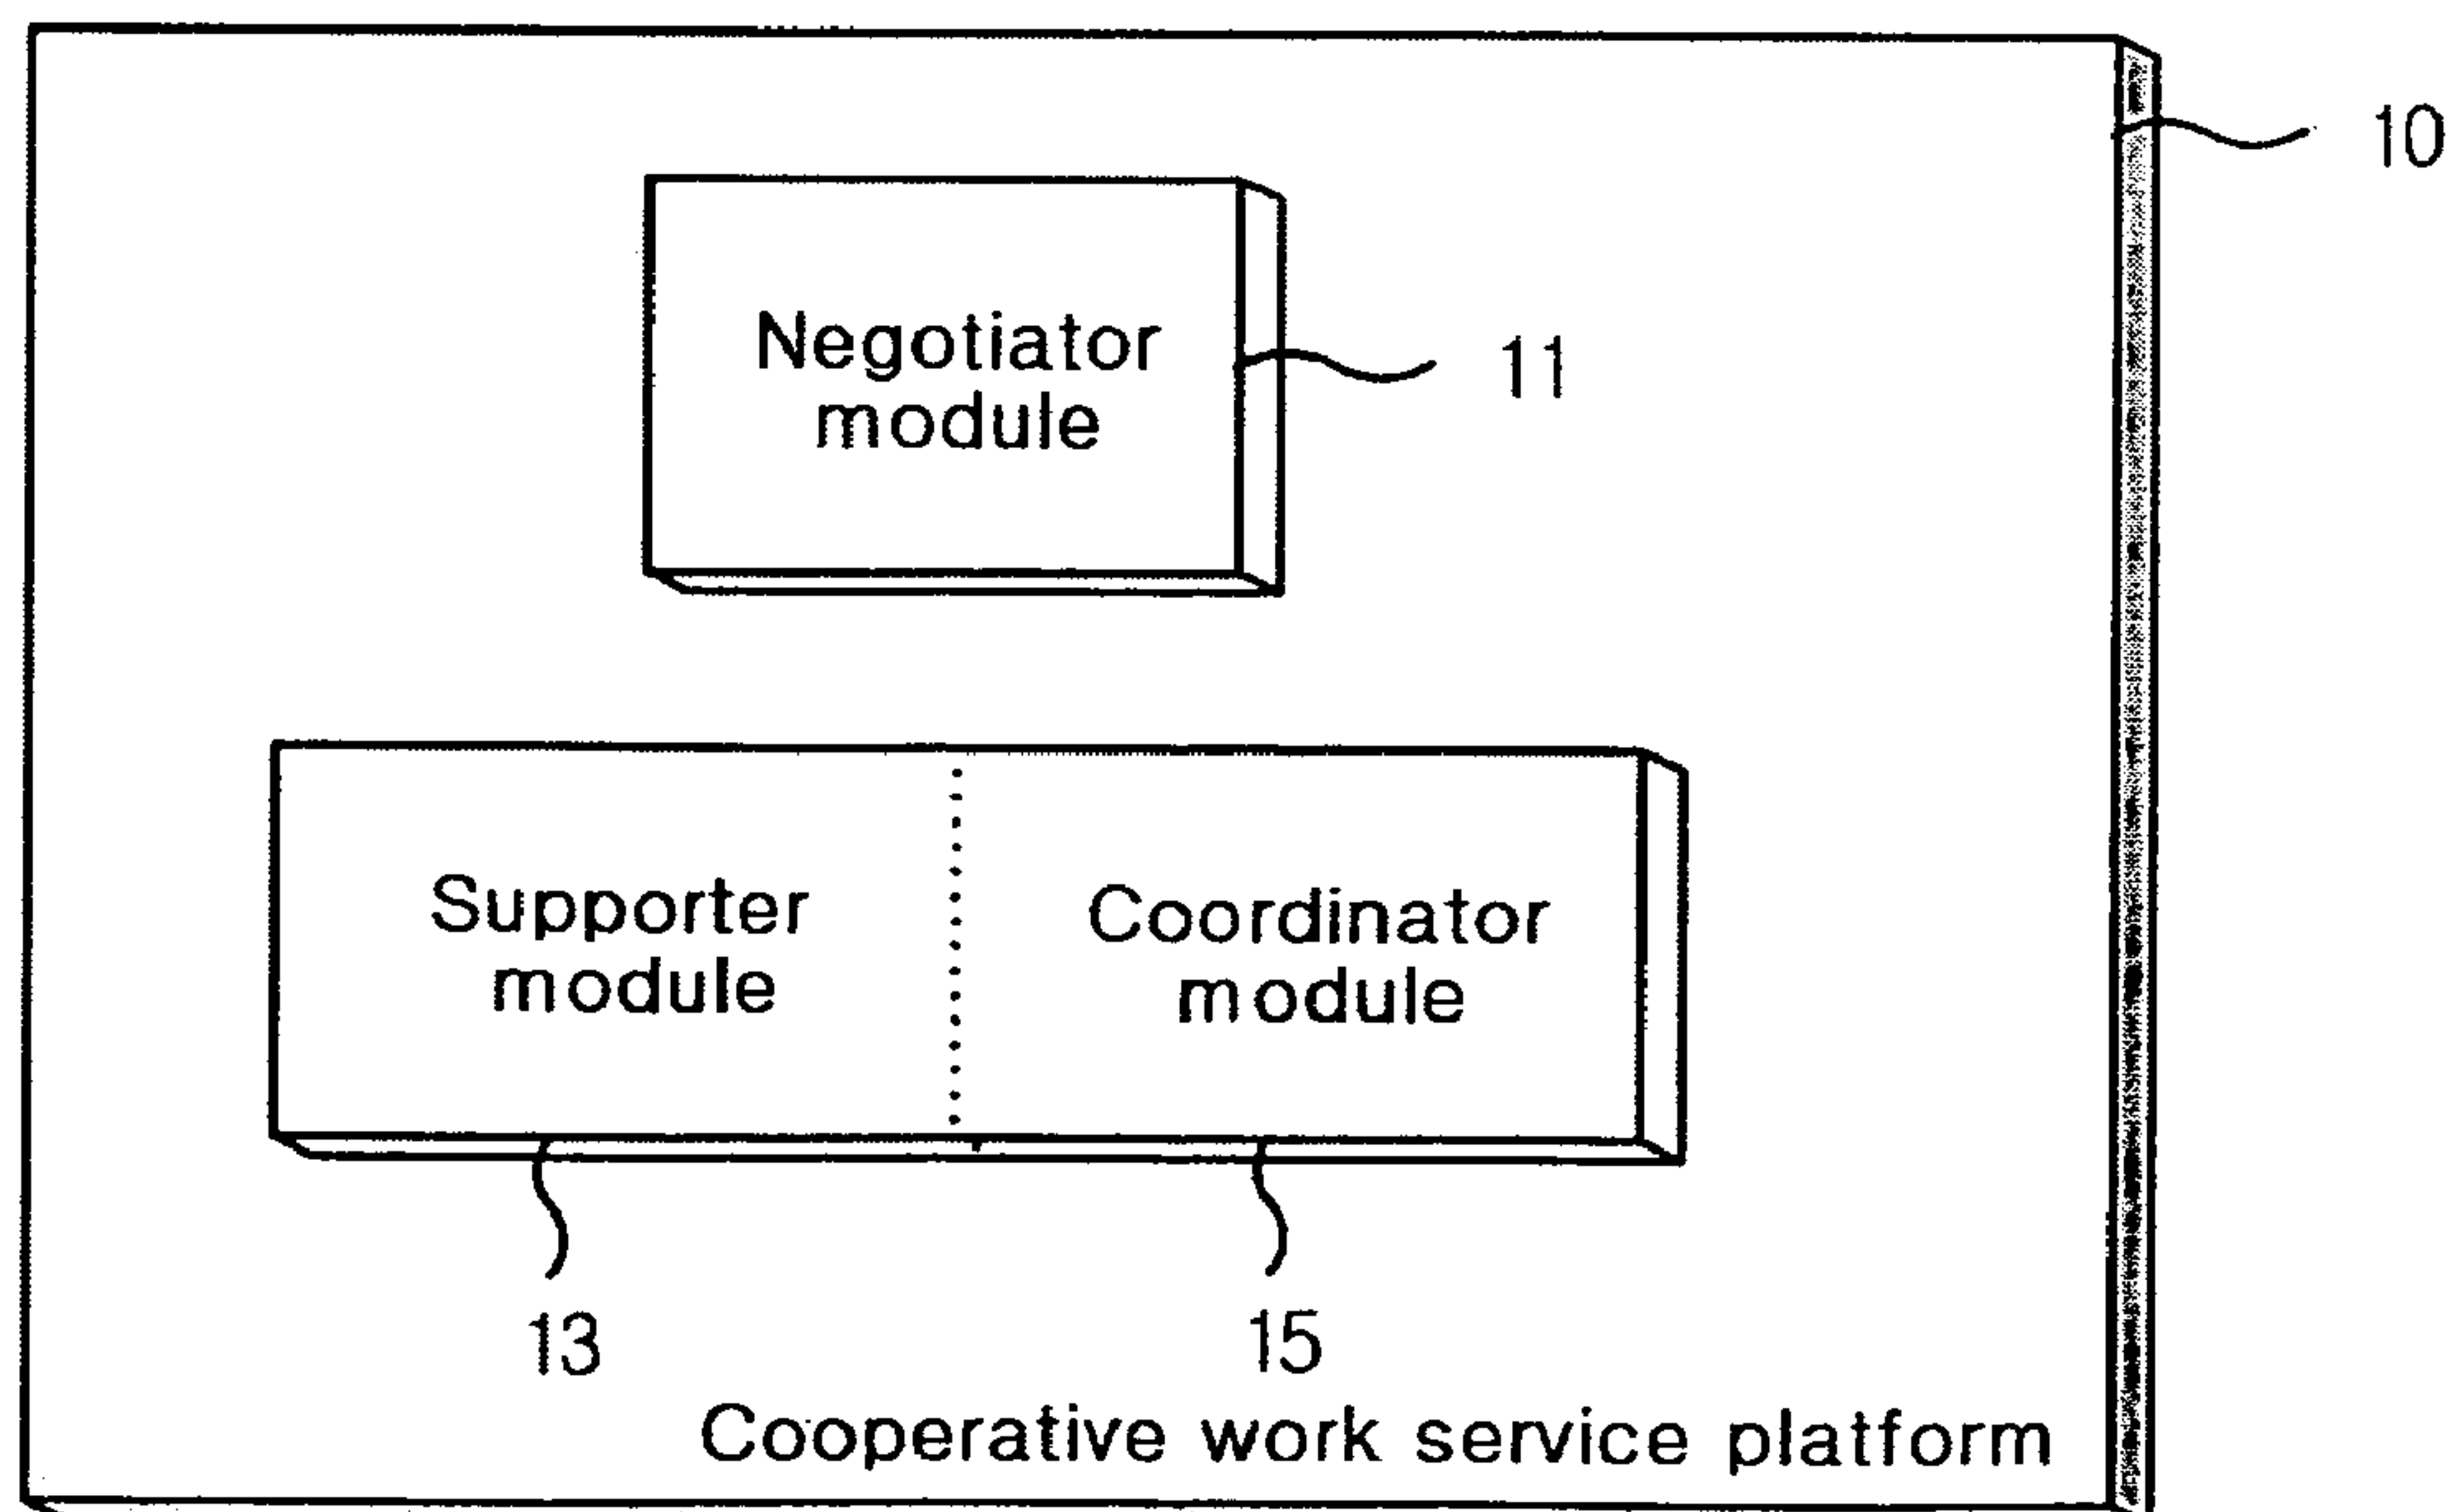 10
Negotiator
module
11
Supporter
module
Coordinator
module
13
15
Cooperative work service platform